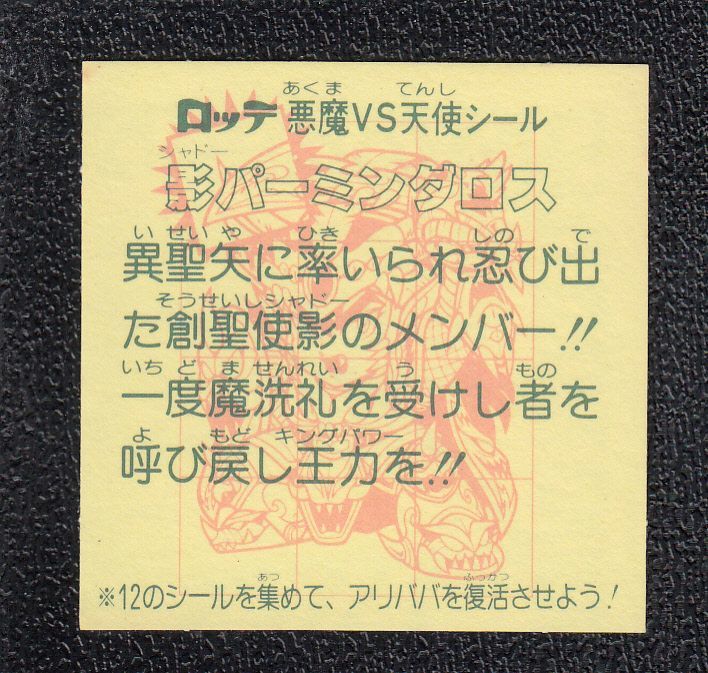 あくま てんし
ロッテ 悪魔VS天使シール
シャドー
影パーミンダロス
い せい や ひき しの で
異聖矢に率いられ忍び出
そうせいし シャドー
た創聖使影のメンバー!!
いち ど ま せんれい う もの
一度魔洗礼を受けし者を
よ もど キングパワー
呼び戻し王力を!!
あつ ふっかつ
※12のシールを集めて、アリババを復活させよう!